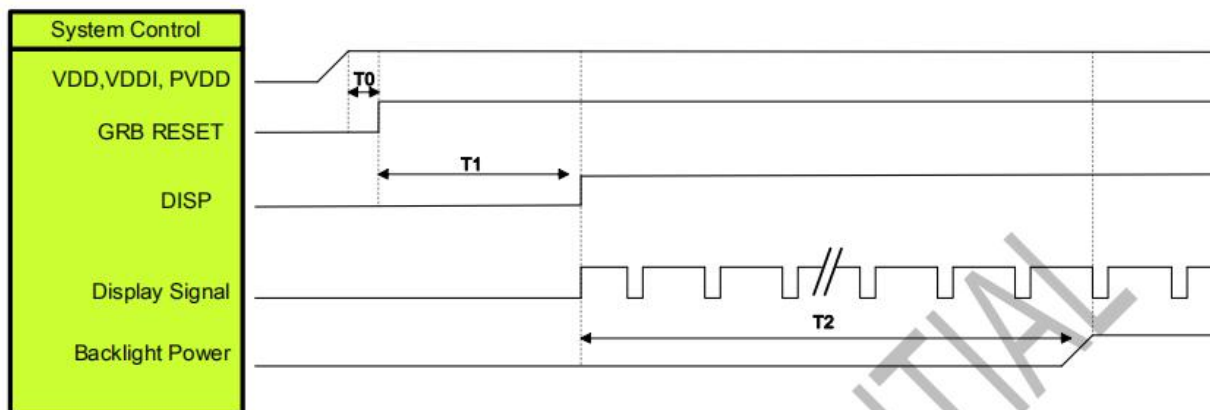 System Control
VDD,VDDI, PVDD
T0
GRB RESET
T1
DISP
Display Signal
T2
Backlight Power